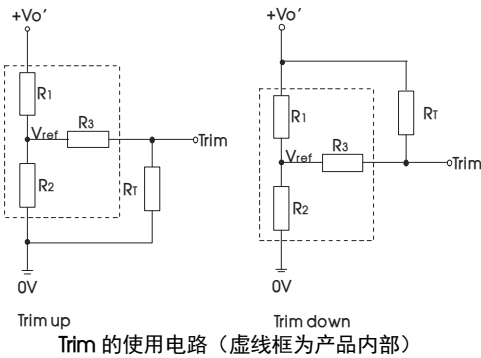 +Vo′
R1
Vref
R3
Trim
R2
RT
0V
Trim up
+Vo′
R1
RT
Vref
R3
Trim
R2
0V
Trim down
Trim 的使用电路（虚线框为产品内部）